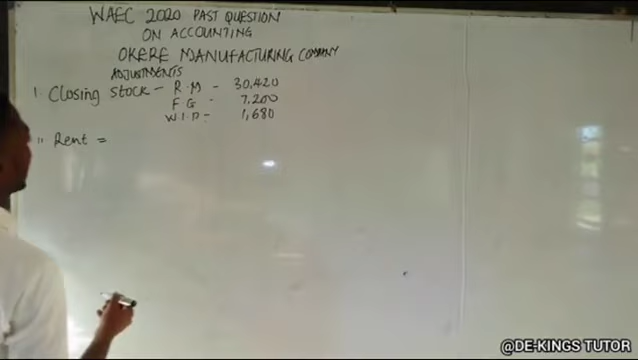 WAEC 2020 PAST QUESTION
ON ACCOUNTING
OKERE MANUFACTURING COMPANY
ADJUSTMENTS
i Closing stock - R.M - 30,420
F G - 7,200
W.I.P - 1,680
ii Rent =
@DE-KINGS TUTOR